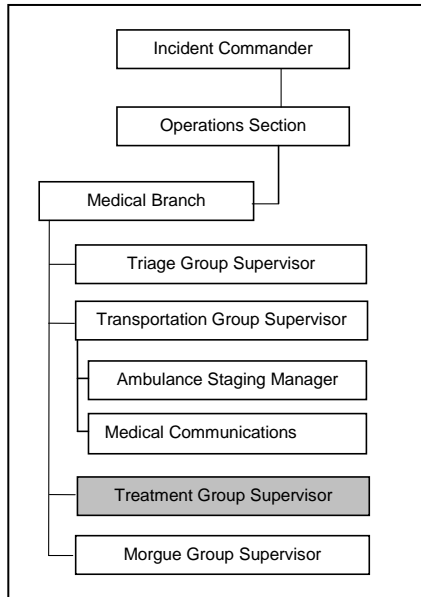 Incident Commander
Operations Section
Medical Branch
Triage Group Supervisor
Transportation Group Supervisor
Ambulance Staging Manager
Medical Communications
Treatment Group Supervisor
Morgue Group Supervisor